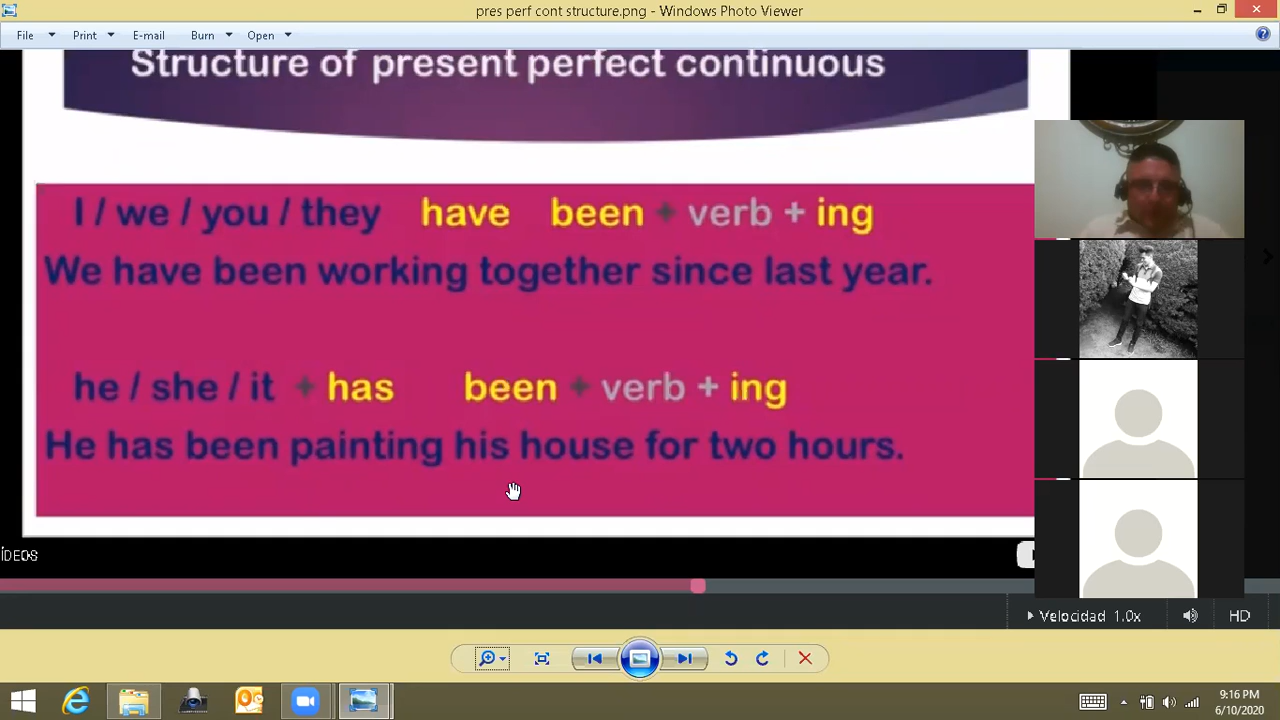 pres perf cont structure.png - Windows Photo Viewer
File Print E-mail Burn Open
Structure of present perfect continuous
I / we / you / they have been + verb + ing
We have been working together since last year.
he / she / it + has been + verb + ing
He has been painting his house for two hours.
ÍDEOS
Velocidad 1.0x HD
9:16 PM
6/10/2020